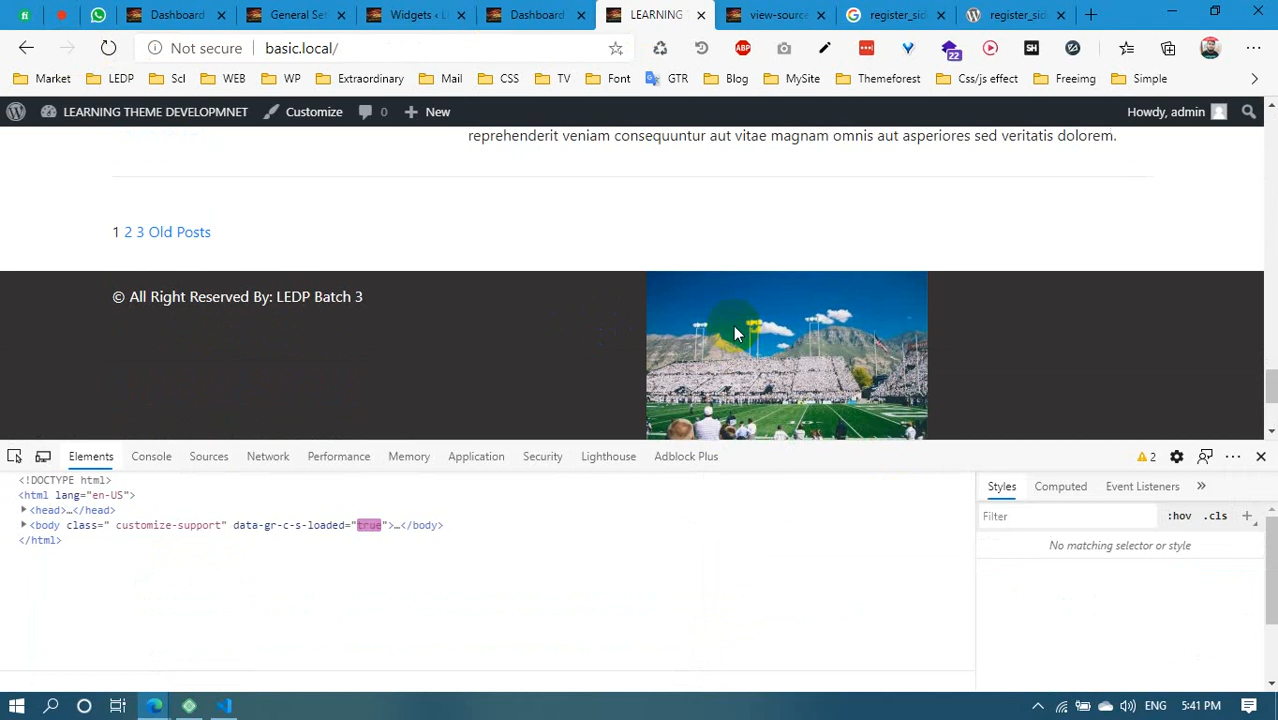 Dashboard
General Set
Widgets ‹ L
Dashboard
LEARNING
view-source
register_sid
register_sid
Not secure
basic.local/
ABP
22
SH
Market
LEDP
Scl
WEB
WP
Extraordinary
Mail
CSS
TV
Font
GTR
Blog
MySite
Themeforest
Css/js effect
Freeimg
Simple
LEARNING THEME DEVELOPMNET
Customize
0
New
Howdy, admin
reprehenderit veniam consequuntur aut vitae magnam omnis aut asperiores sed veritatis dolorem.
1 2 3 Old Posts
© All Right Reserved By: LEDP Batch 3
Elements
Console
Sources
Network
Performance
Memory
Application
Security
Lighthouse
Adblock Plus
2
<!DOCTYPE html>
<html lang="en-US">
<head>…</head>
<body class=" customize-support" data-gr-c-s-loaded="true">…</body>
</html>
Styles
Computed
Event Listeners
Filter
:hov
.cls
No matching selector or style
ENG
5:41 PM